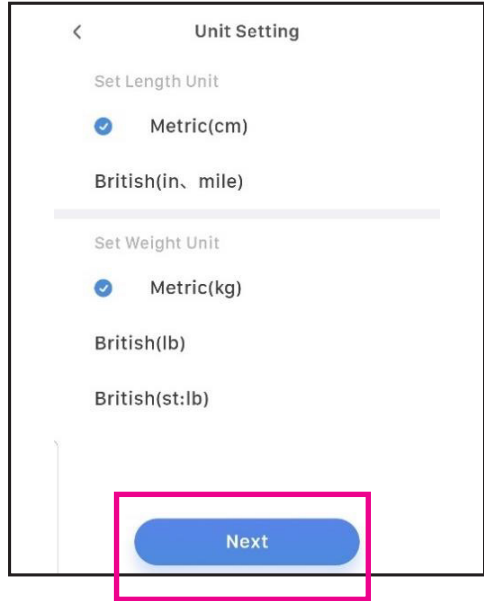 Unit Setting
Set Length Unit
Metric(cm)
British(in、mile)
Set Weight Unit
Metric(kg)
British(lb)
British(st:lb)
Next